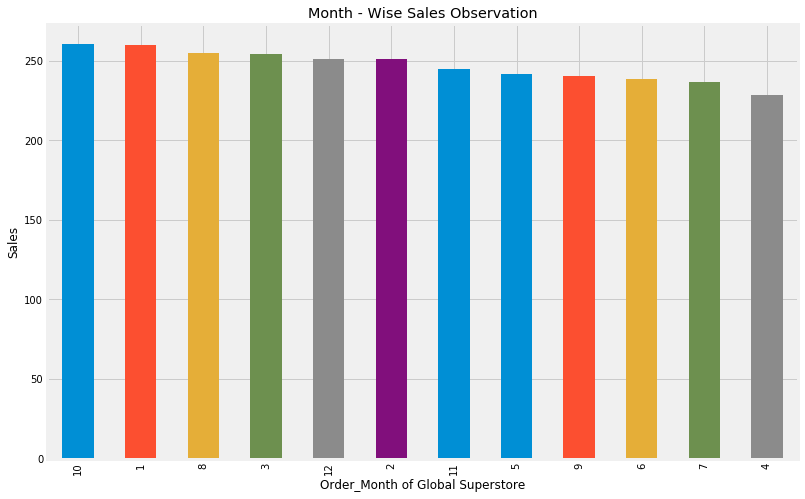 Month - Wise Sales Observation
250
200
150
100
50
0
Sales
10 1 8 3 12 2 11 5 9 6 7 4
Order_Month of Global Superstore